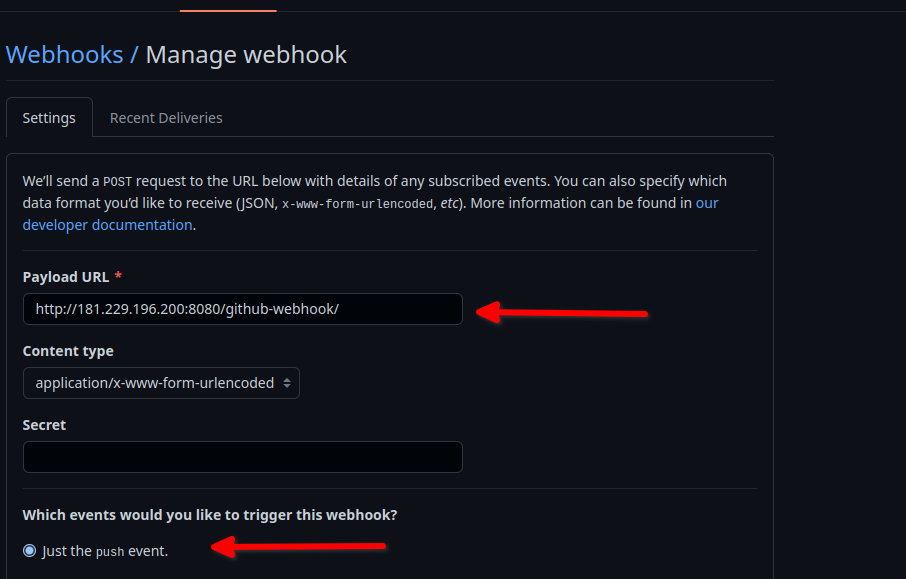 Webhooks / Manage webhook
Settings
Recent Deliveries
We'll send a POST request to the URL below with details of any subscribed events. You can also specify which
data format you'd like to receive (JSON, x-www-form-urlencoded, etc). More information can be found in our
developer documentation.
Payload URL *
http://181.229.196.200:8080/github-webhook/
Content type
application/x-www-form-urlencoded
Secret
Which events would you like to trigger this webhook?
Just the push event.